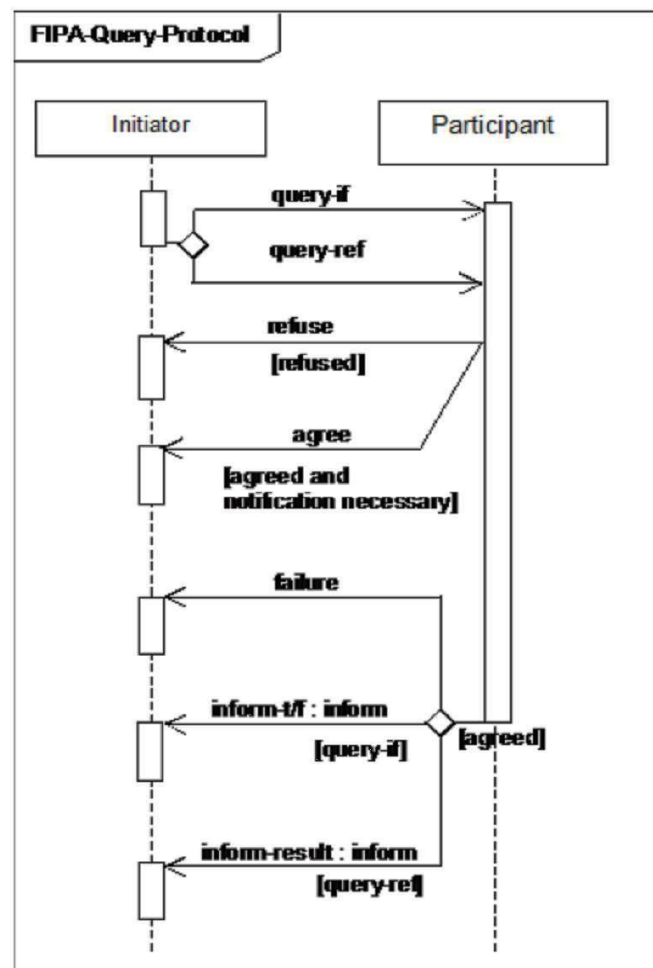 FIPA-Query-Protocol
Initiator
Participant
query-if
query-ref
refuse
[refused]
agree
[agreed and
notification necessary]
failure
inform-t/f : inform
[query-if]
[agreed]
inform-result : inform
[query-ref]